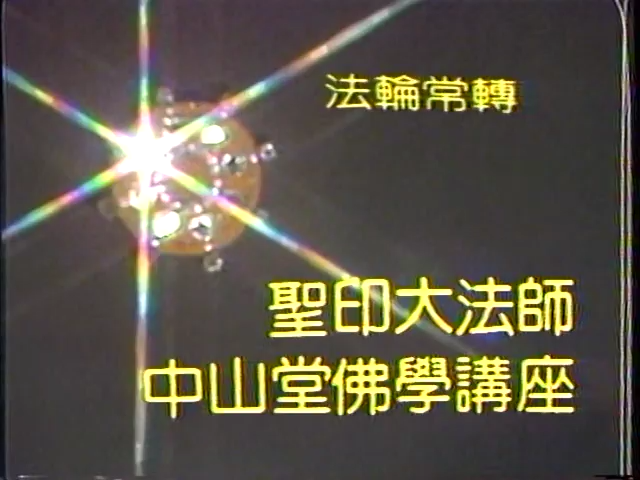 法輪常轉
聖印大法師
中山堂佛學講座